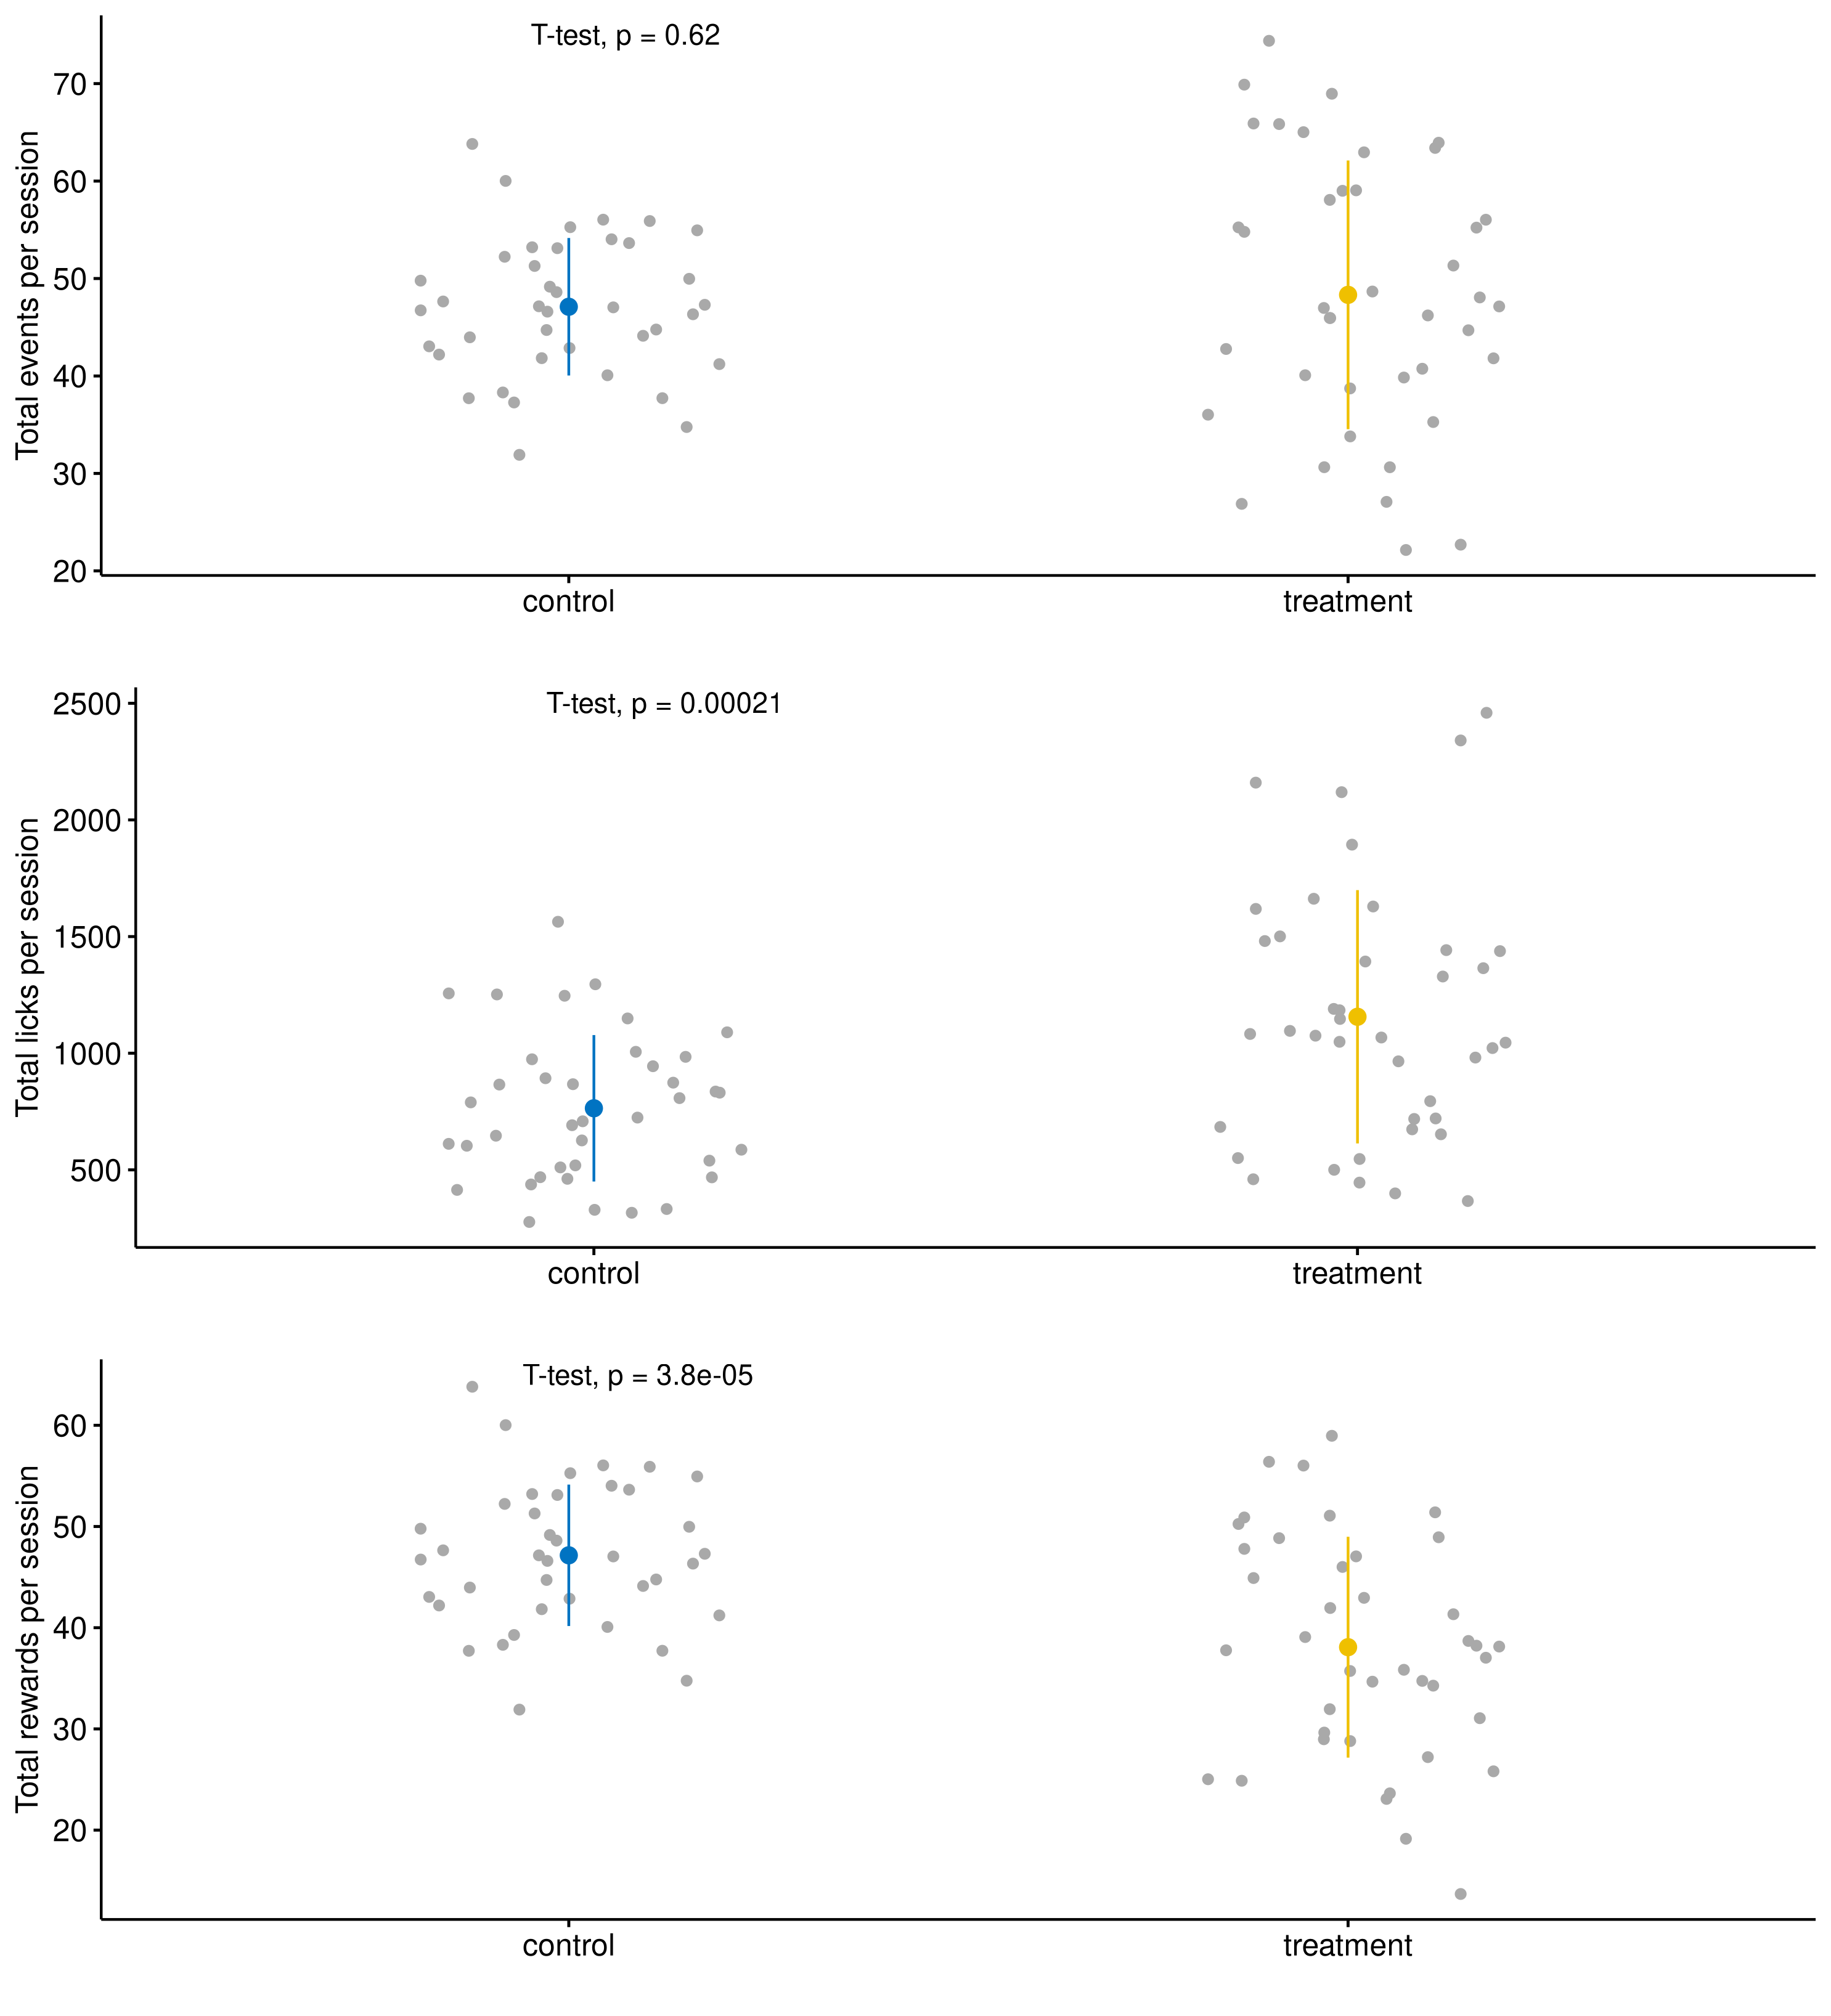 T-test, p = 0.62
Total events per session
70
60
50
40
30
20
control
treatment
T-test, p = 0.00021
Total licks per session
2500
2000
1500
1000
500
control
treatment
T-test, p = 3.8e-05
Total rewards per session
60
50
40
30
20
control
treatment